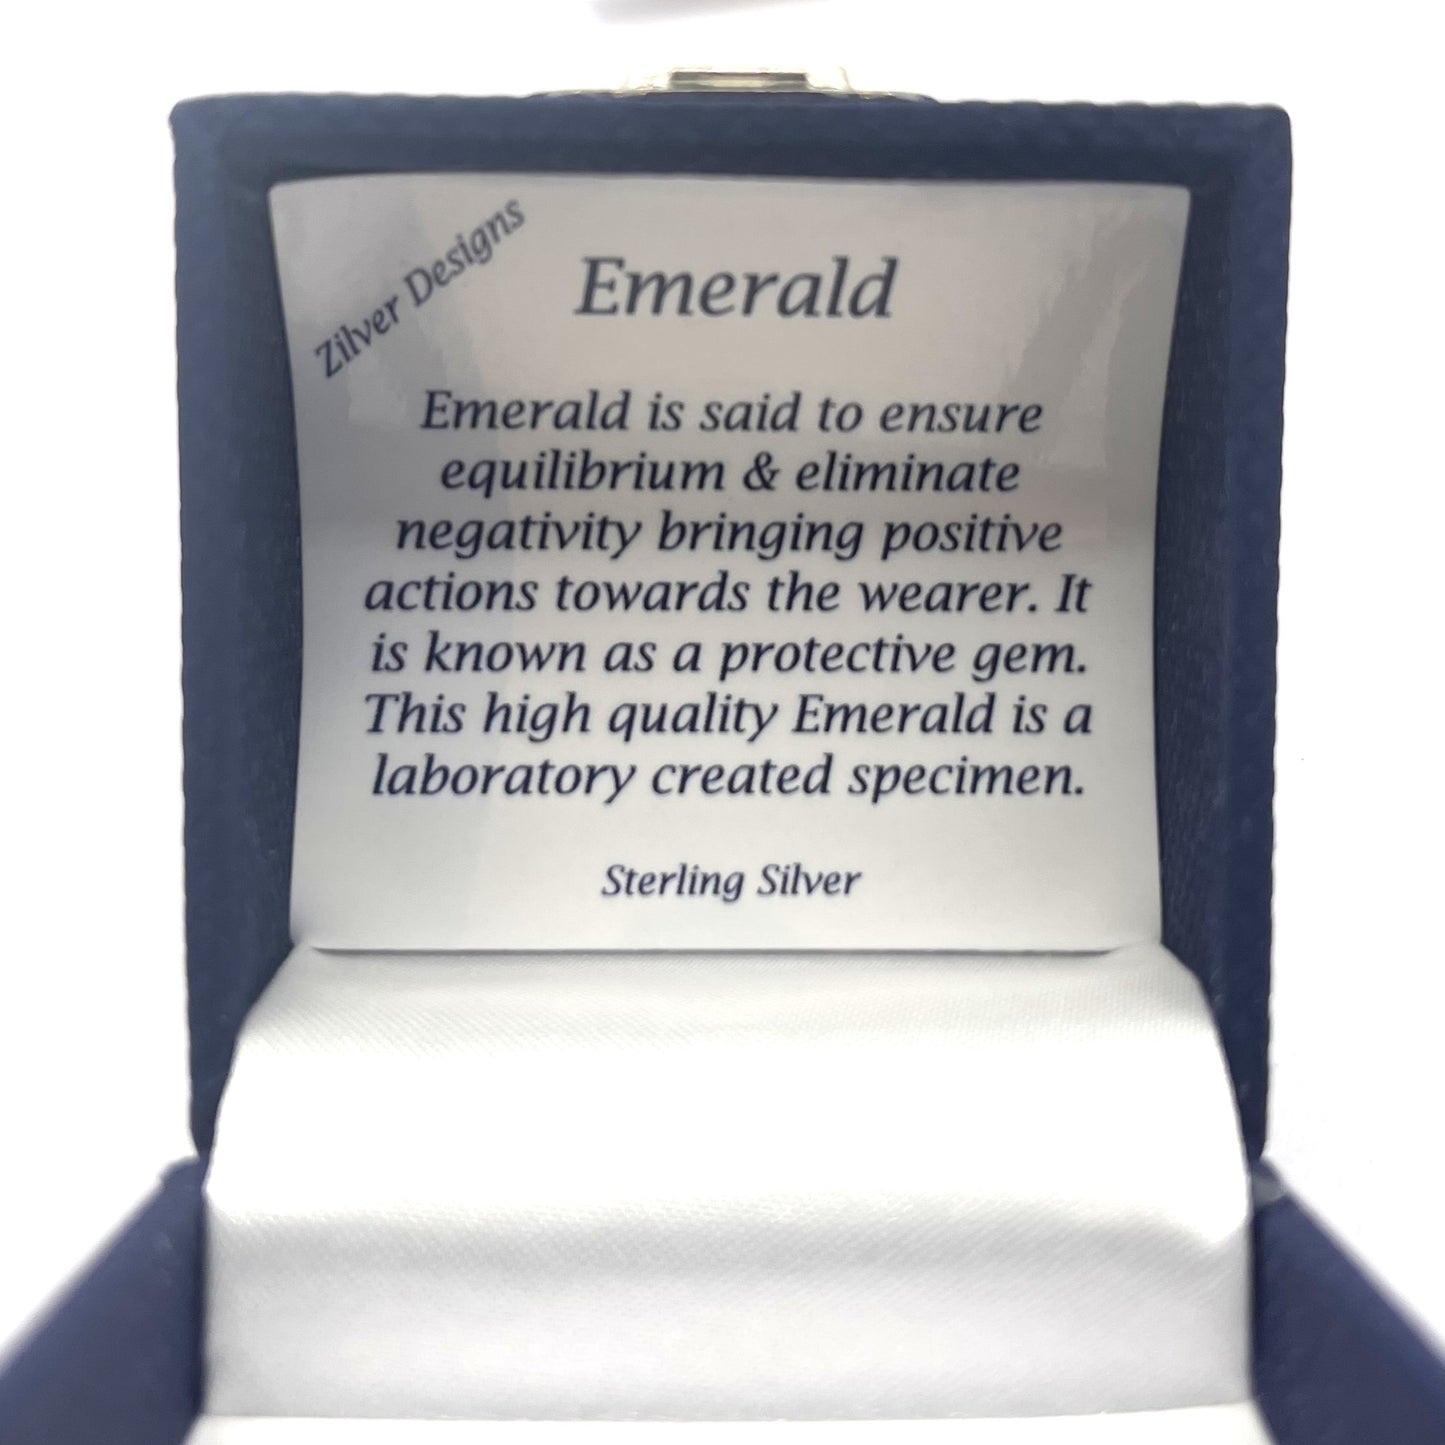 Zilver Designs
Emerald
Emerald is said to ensure
equilibrium & eliminate
negativity bringing positive
actions towards the wearer. It
is known as a protective gem.
This high quality Emerald is a
laboratory created specimen.
Sterling Silver